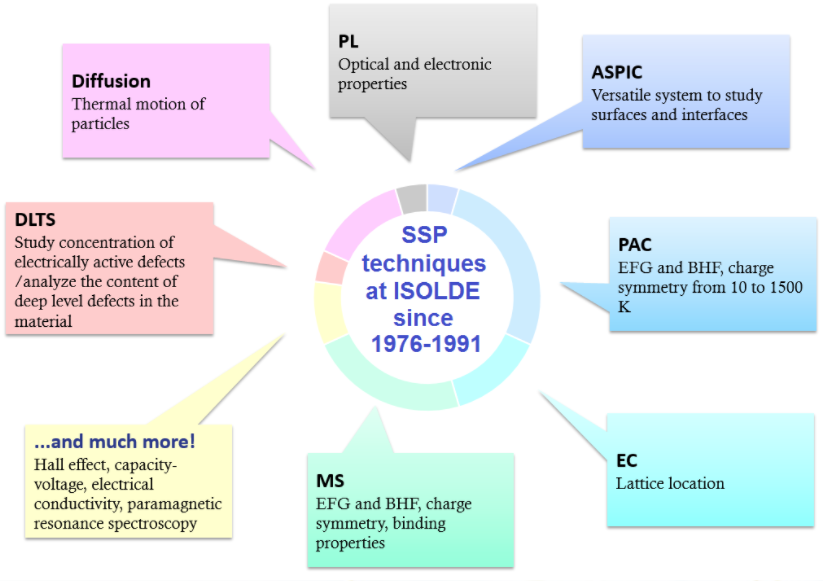 PL
Optical and electronic
properties
Diffusion
Thermal motion of
particles
ASPIC
Versatile system to study
surfaces and interfaces
DLTS
Study concentration of
electrically active defects
/analyze the content of
deep level defects in the
material
SSP
techniques
at ISOLDE
since
1976-1991
PAC
EFG and BHF, charge
symmetry from 10 to 1500
K
...and much more!
Hall effect, capacity-
voltage, electrical
conductivity, paramagnetic
resonance spectroscopy
MS
EFG and BHF, charge
symmetry, binding
properties
EC
Lattice location